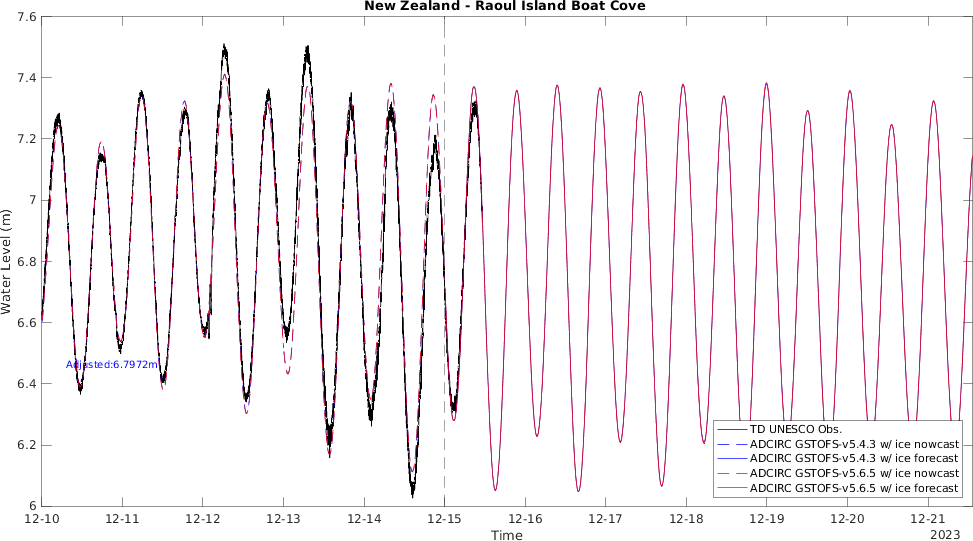 New Zealand - Raoul Island Boat Cove
7.6
7.4
7.2
7
6.8
6.6
6.4
6.2
6
Water Level (m)
Adjusted:6.7972m
TD UNESCO Obs.
ADCIRC GSTOFS-v5.4.3 w/ ice nowcast
ADCIRC GSTOFS-v5.4.3 w/ ice forecast
ADCIRC GSTOFS-v5.6.5 w/ ice nowcast
ADCIRC GSTOFS-v5.6.5 w/ ice forecast
12-10 12-11 12-12 12-13 12-14 12-15 12-16 12-17 12-18 12-19 12-20 12-21
Time
2023